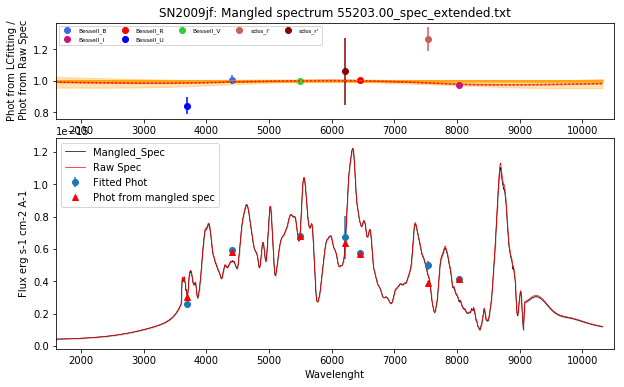 SN2009jf: Mangled spectrum 55203.00_spec_extended.txt
Phot from LCfitting /
Phot from Raw Spec
1.2
1.0
0.8
Bessell_B
Bessell_R
Bessell_V
sdss_i'
sdss_r'
Bessell_I
Bessell_U
2000 3000 4000 5000 6000 7000 8000 9000 10000
1e−15
Flux erg s-1 cm-2 A-1
1.2
1.0
0.8
0.6
0.4
0.2
0.0
Mangled_Spec
Raw Spec
Fitted Phot
Phot from mangled spec
2000 3000 4000 5000 6000 7000 8000 9000 10000
Wavelenght